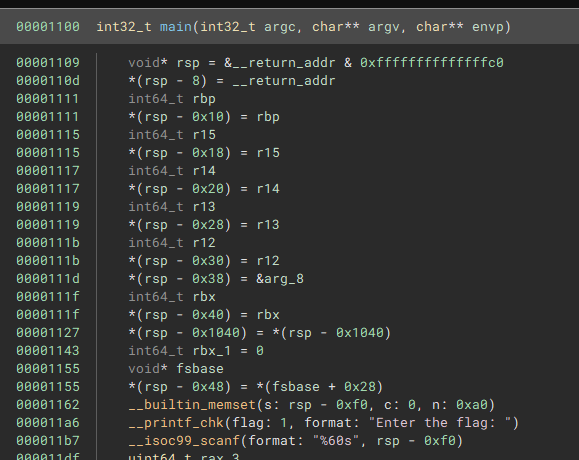 00001100 int32_t main(int32_t argc, char** argv, char** envp)
00001109 void* rsp = &__return_addr & 0xffffffffffffffc0
0000110d *(rsp - 8) = __return_addr
00001111 int64_t rbp
00001111 *(rsp - 0x10) = rbp
00001115 int64_t r15
00001115 *(rsp - 0x18) = r15
00001117 int64_t r14
00001117 *(rsp - 0x20) = r14
00001119 int64_t r13
00001119 *(rsp - 0x28) = r13
0000111b int64_t r12
0000111b *(rsp - 0x30) = r12
0000111d *(rsp - 0x38) = &arg_8
0000111f int64_t rbx
0000111f *(rsp - 0x40) = rbx
00001127 *(rsp - 0x1040) = *(rsp - 0x1040)
00001143 int64_t rbx_1 = 0
00001155 void* fsbase
00001155 *(rsp - 0x48) = *(fsbase + 0x28)
00001162 __builtin_memset(s: rsp - 0xf0, c: 0, n: 0xa0)
000011a6 __printf_chk(flag: 1, format: "Enter the flag: ")
000011b7 __isoc99_scanf(format: "%60s", rsp - 0xf0)
000011df uint64_t rax_3